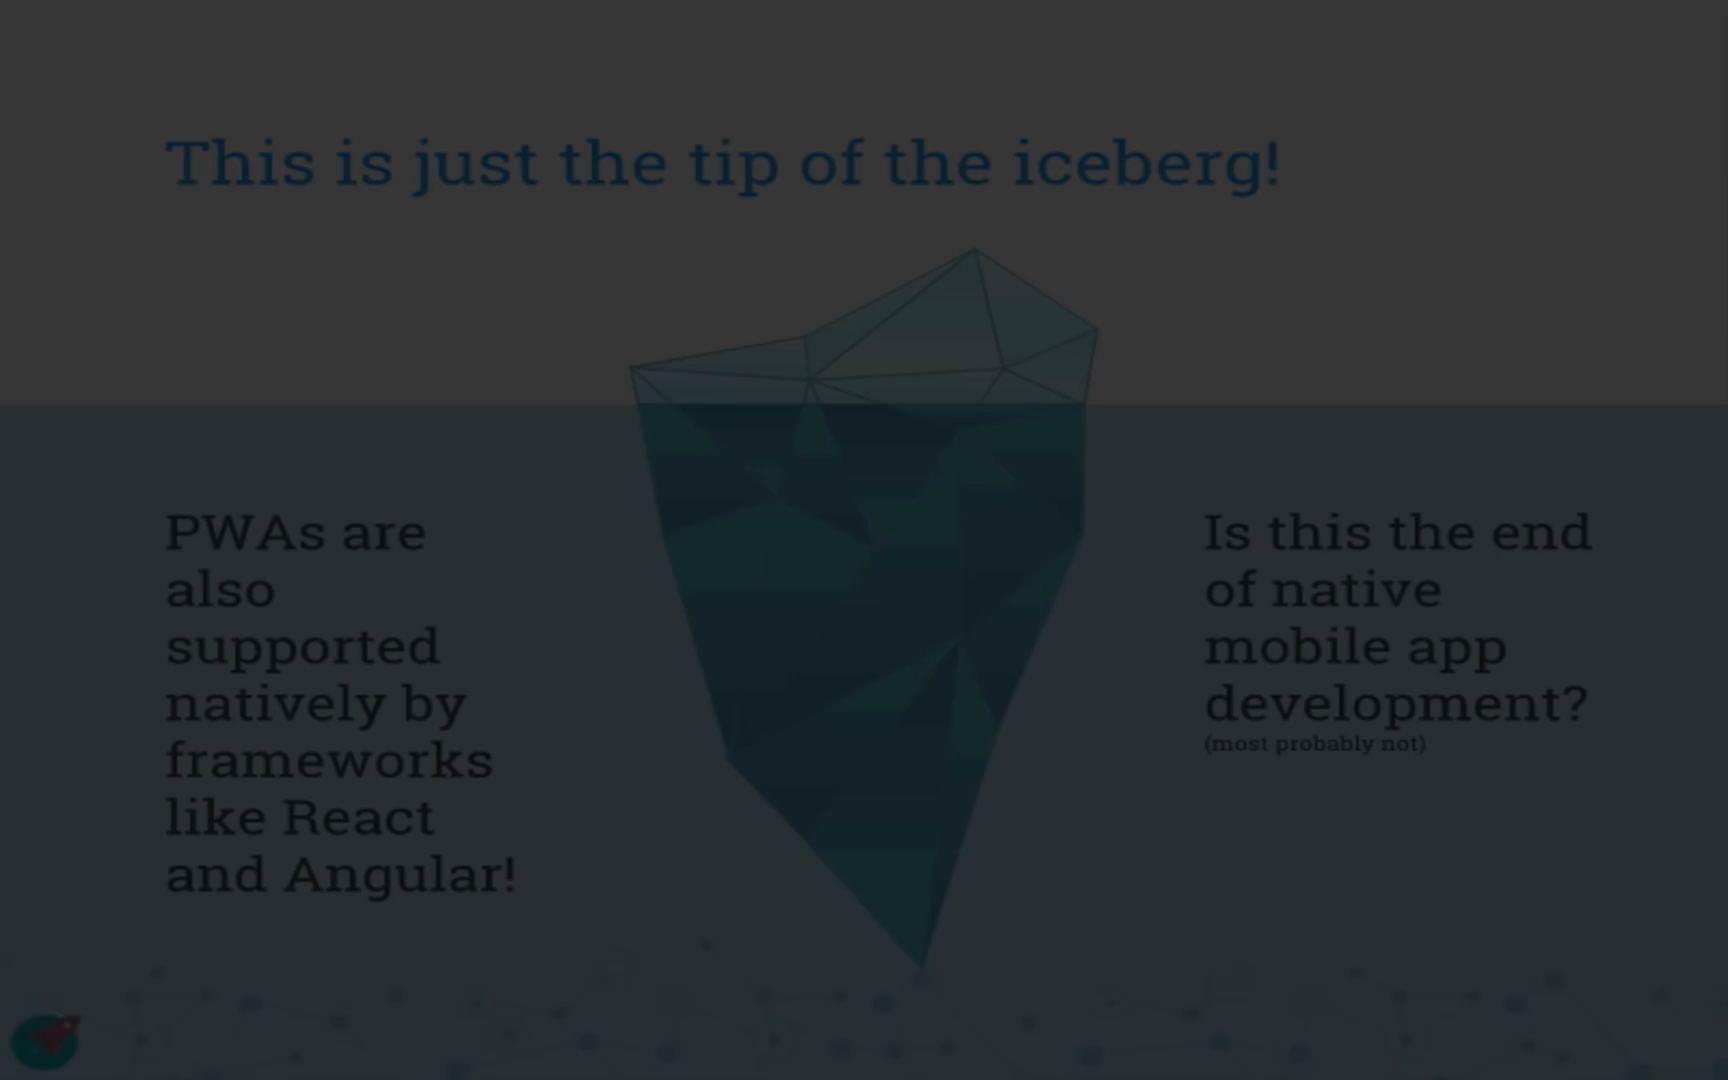 This is just the tip of the iceberg!
PWAs are
also
supported
natively by
frameworks
like React
and Angular!
Is this the end
of native
mobile app
development?
(most probably not)